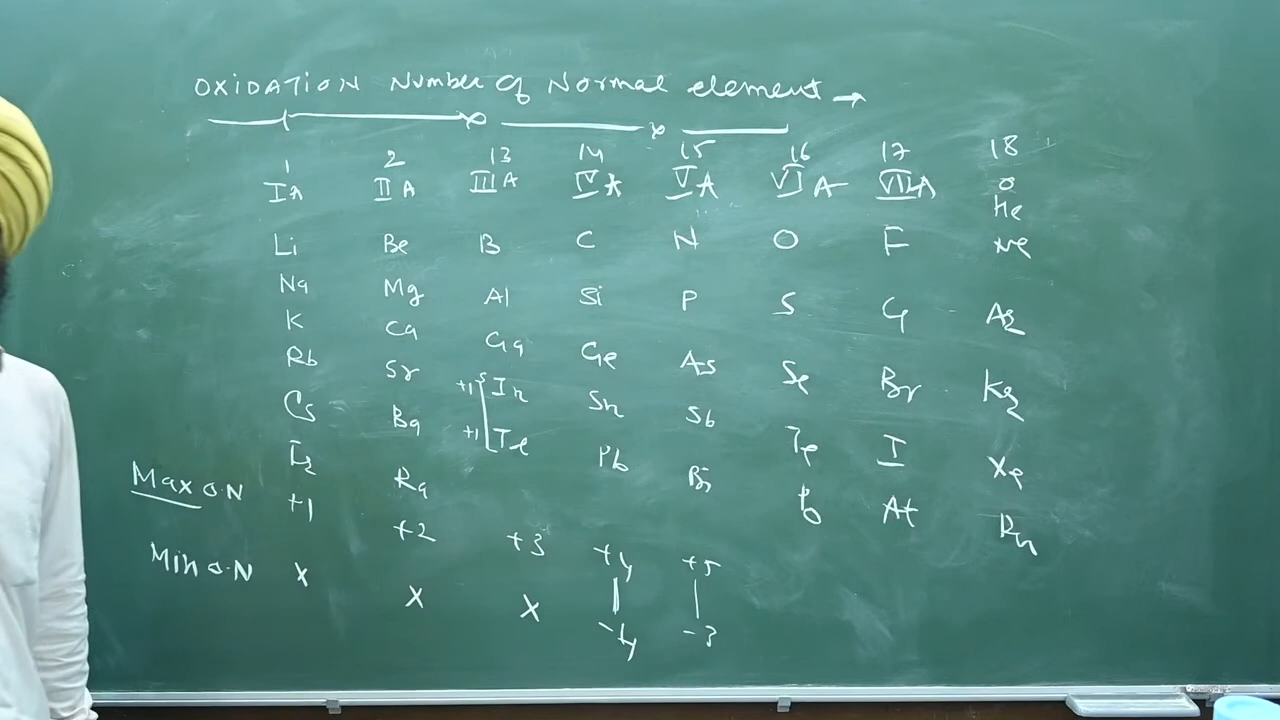 OXIDATION Number Of Normal element →
1 2 13 14 15 16 17 18
IA IIA IIIA IVA VA VIA VIIA 0
He
Li Be B C N O F Ne
Na Mg Al Si P S Cl Ar
K Ca Ga Ge As Se Br Kr
Rb Sr +1 In Sn Sb Te I Xe
Cs Ba +1 Tl Pb Bi Po At Rn
Fr Ra
Max O.N +1 +2 +3 +4 +5
Min O.N X X X -4 -3